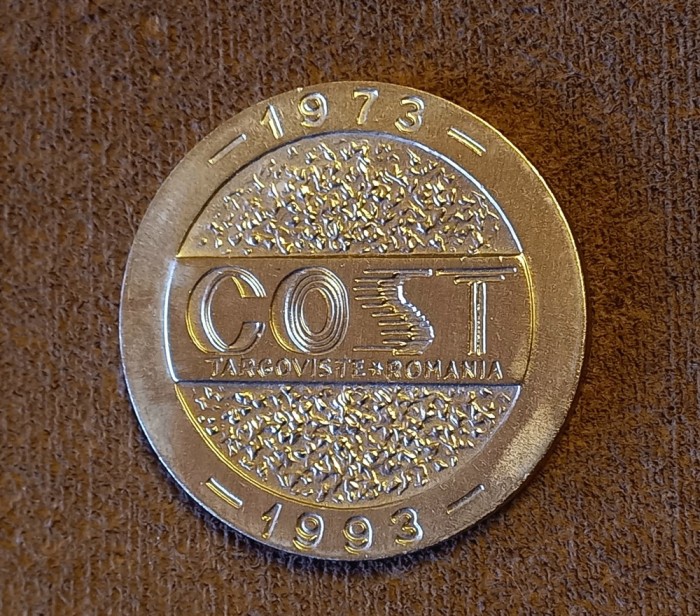 – 1973 –
COST
TARGOVISTE*ROMANIA
– 1993 –